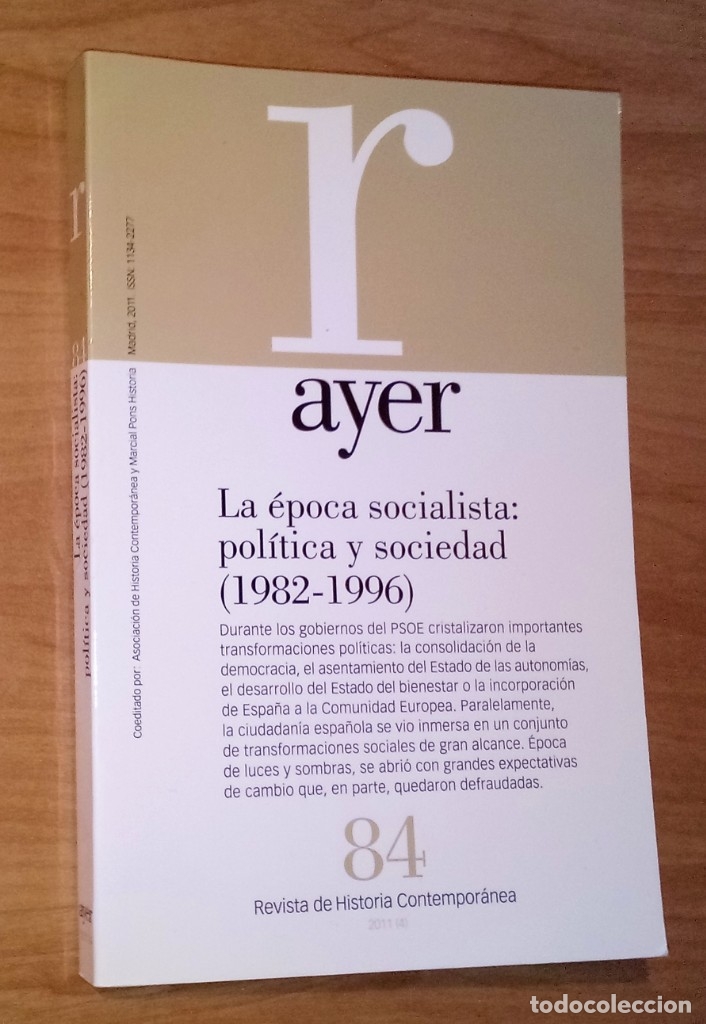 r
ayer
La época socialista:
política y sociedad
(1982-1996)
Durante los gobiernos del PSOE cristalizaron importantes
transformaciones políticas: la consolidación de la
democracia, el asentamiento del Estado de las autonomías,
el desarrollo del Estado del bienestar o la incorporación
de España a la Comunidad Europea. Paralelamente,
la ciudadanía española se vio inmersa en un conjunto
de transformaciones sociales de gran alcance. Época
de luces y sombras, se abrió con grandes expectativas
de cambio que, en parte, quedaron defraudadas.
84
Revista de Historia Contemporánea
2011 (4)
Coeditado por: Asociación de Historia Contemporánea y Marcial Pons Historia Madrid, 2011. ISSN: 1134-2277
r
84
La época socialista:
política y sociedad (1982-1996)
ayer
todocoleccion